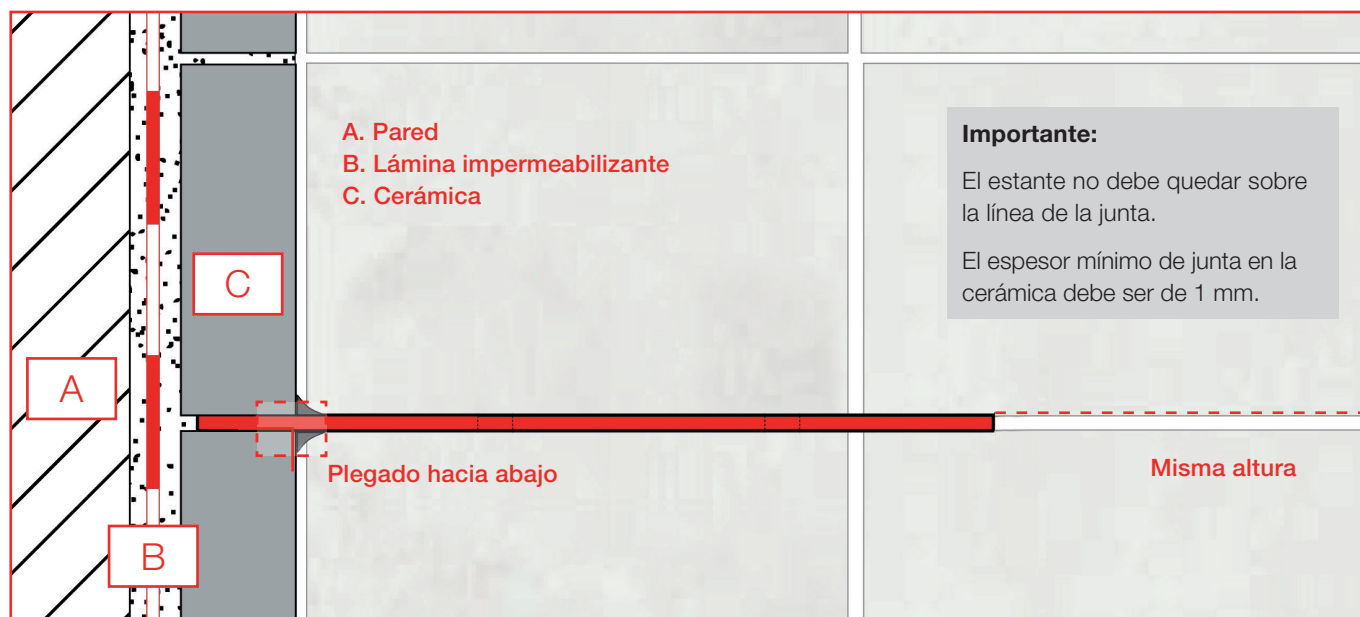 A. Pared
B. Lámina impermeabilizante
C. Cerámica
Importante:
El estante no debe quedar sobre
la línea de la junta.
El espesor mínimo de junta en la
cerámica debe ser de 1 mm.
C
A
Plegado hacia abajo
Misma altura
B